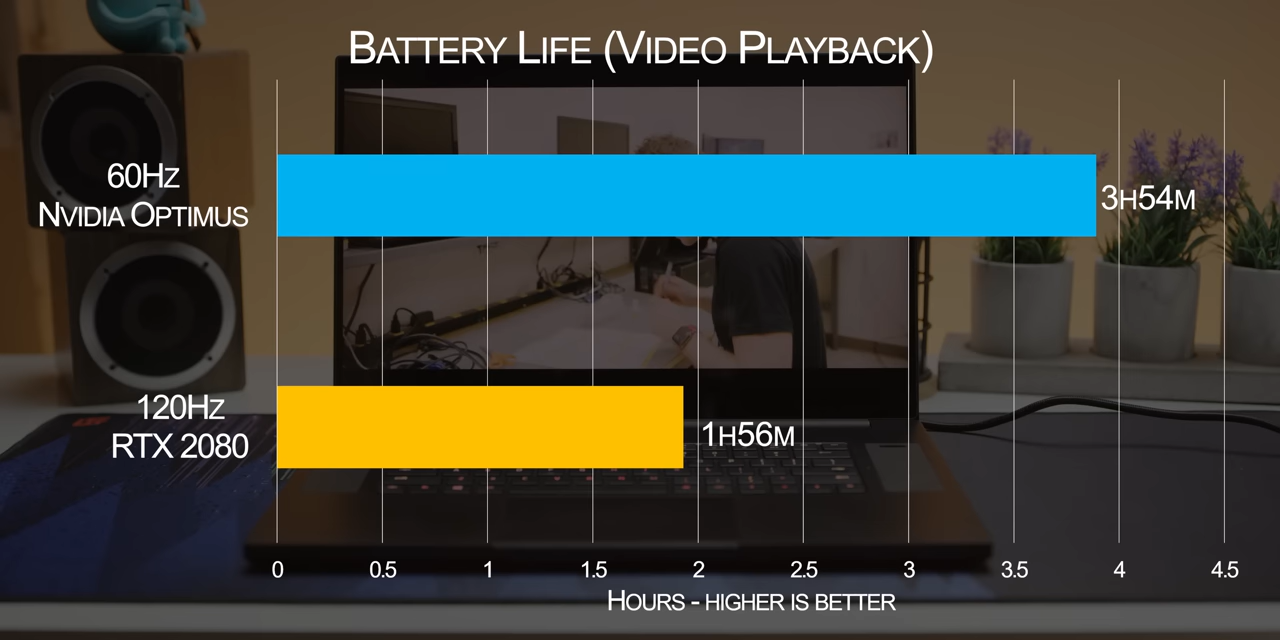 Battery Life (Video Playback)
60Hz
Nvidia Optimus
3h54m
120Hz
RTX 2080
1h56m
0 0.5 1 1.5 2 2.5 3 3.5 4 4.5
Hours - higher is better